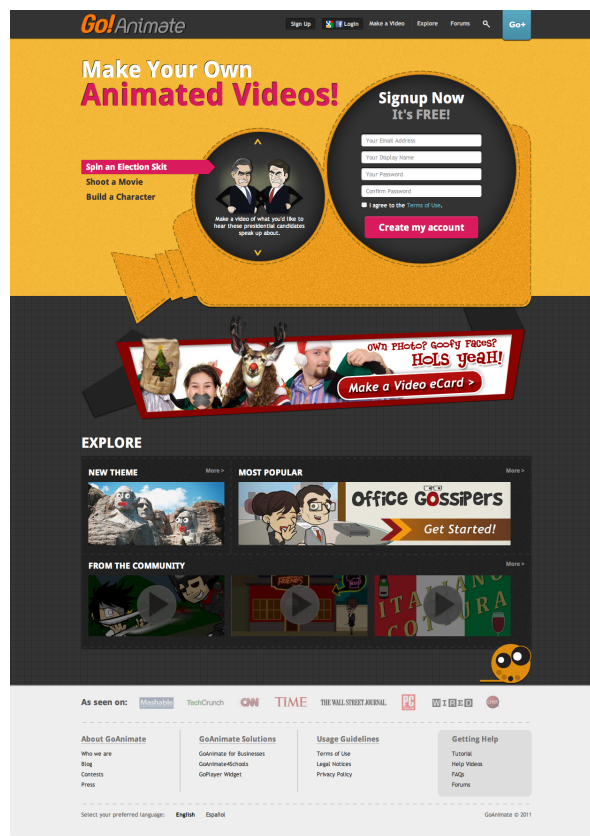 Go!Animate
Sign Up
Login
Make a Video
Explore
Forums
Go+
Make Your Own
Animated Videos!
Signup Now
It's FREE!
Your Email Address
Your Display Name
Your Password
Confirm Password
I agree to the Terms of Use.
Create my account
Spin an Election Skit
Shoot a Movie
Build a Character
Make a video of what you'd like to
hear these presidential candidates
speak up about.
OWN PHOTO? GOOFY FACES?
HOLS YEAH!
Make a Video eCard >
EXPLORE
NEW THEME
More >
MOST POPULAR
More >
Office Gossipers
Get Started!
FROM THE COMMUNITY
More >
FRIENDS
ITALIANO
COTTURA
As seen on:
Mashable
TechCrunch
CNN
TIME
THE WALL STREET JOURNAL
PC
WIRED
About GoAnimate
Who we are
Blog
Contests
Press
GoAnimate Solutions
GoAnimate for Businesses
GoAnimate4Schools
GoPlayer Widget
Usage Guidelines
Terms of Use
Legal Notices
Privacy Policy
Getting Help
Tutorial
Help Videos
FAQs
Forums
Select your preferred language:
English
Español
GoAnimate © 2011